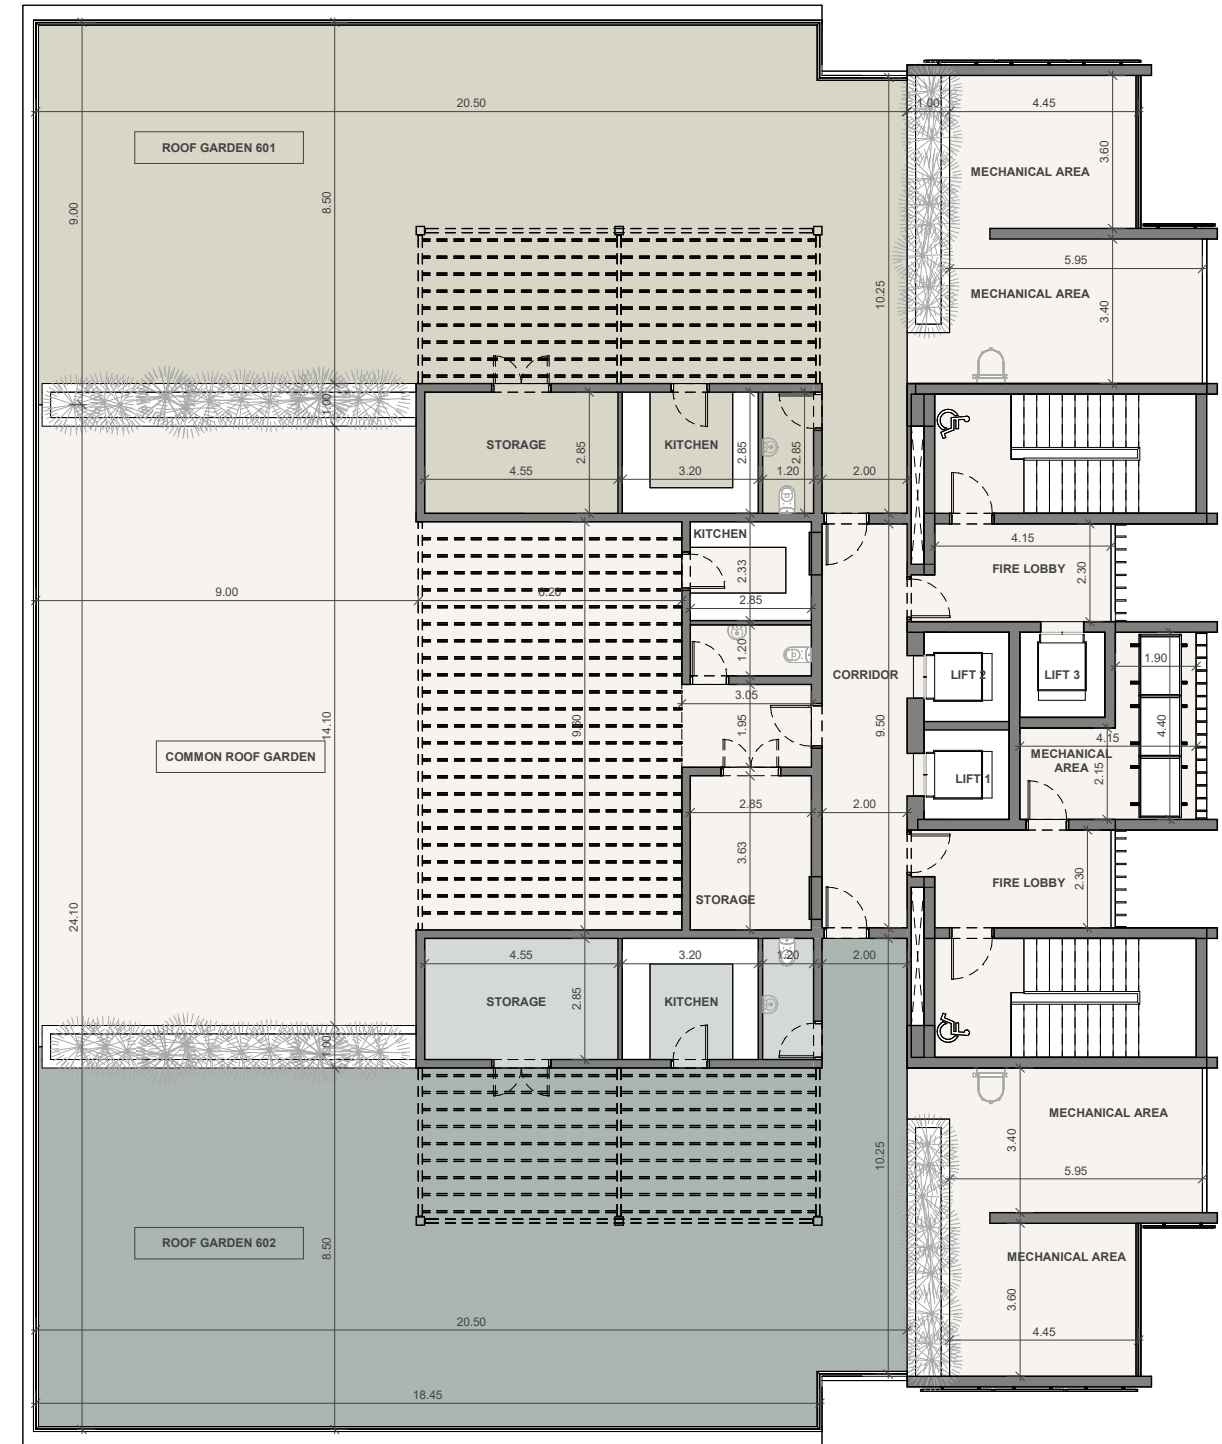 20.50
1.00
4.45
ROOF GARDEN 601
3.60
MECHANICAL AREA
9.00
8.50
5.95
10.25
MECHANICAL AREA
3.40
1.00
STORAGE
2.85
KITCHEN
2.85
2.85
4.55
3.20
1.20
2.00
KITCHEN
4.15
2.33
FIRE LOBBY
2.30
9.00
6.20
2.85
1.20
CORRIDOR
LIFT 2
LIFT 3
1.90
3.05
14.10
1.95
9.50
4.40
4.15
COMMON ROOF GARDEN
MECHANICAL
AREA
2.15
LIFT 1
2.85
2.00
3.63
FIRE LOBBY
2.30
STORAGE
24.10
4.55
3.20
1.20
2.00
STORAGE
2.85
KITCHEN
1.00
MECHANICAL AREA
3.40
10.25
5.95
ROOF GARDEN 602
8.50
MECHANICAL AREA
3.60
20.50
4.45
18.45